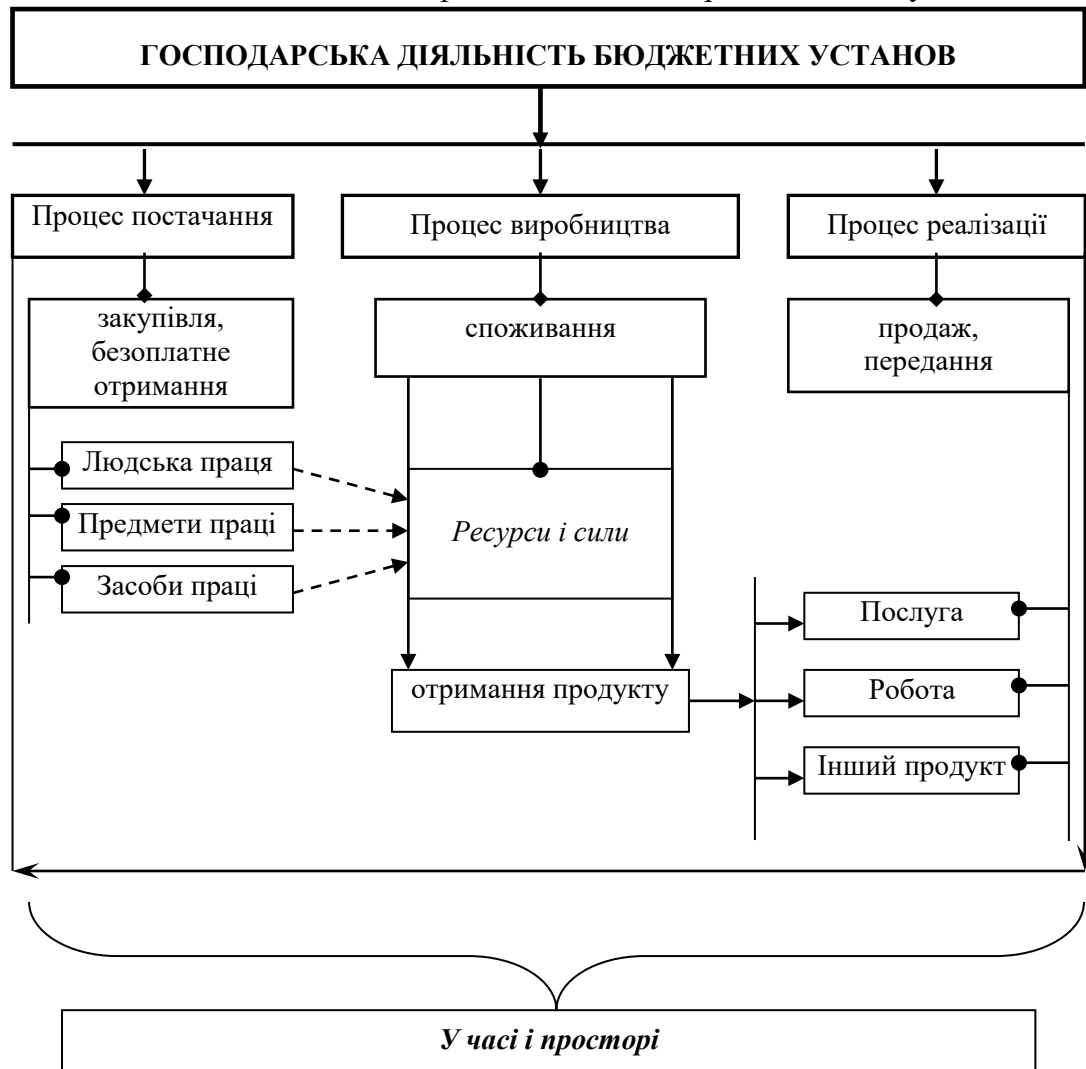 ГОСПОДАРСЬКА ДІЯЛЬНІСТЬ БЮДЖЕТНИХ УСТАНОВ
Процес постачання
Процес виробництва
Процес реалізації
закупівля,
безоплатне
отримання
споживання
продаж,
передання
Людська праця
Предмети праці
Засоби праці
Ресурси і сили
отримання продукту
Послуга
Робота
Інший продукт
У часі і просторі